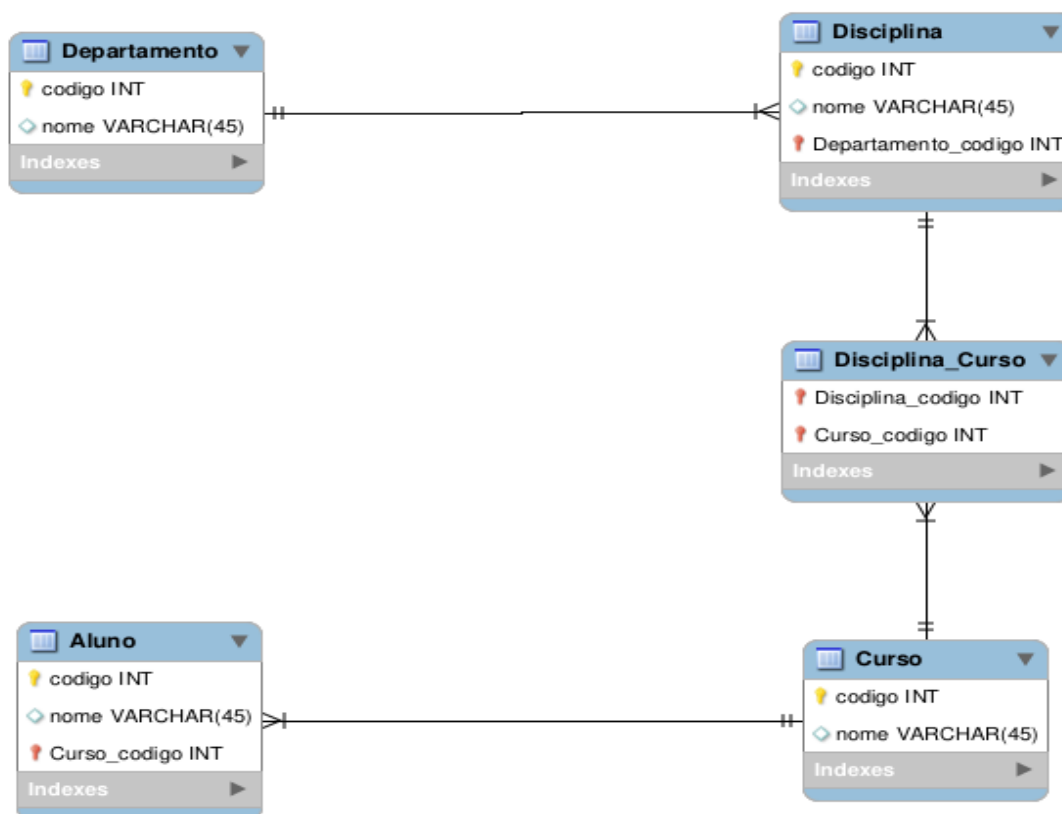 Departamento
codigo INT
nome VARCHAR(45)
Indexes
Disciplina
codigo INT
nome VARCHAR(45)
Departamento_codigo INT
Indexes
Disciplina_Curso
Disciplina_codigo INT
Curso_codigo INT
Indexes
Aluno
codigo INT
nome VARCHAR(45)
Curso_codigo INT
Indexes
Curso
codigo INT
nome VARCHAR(45)
Indexes